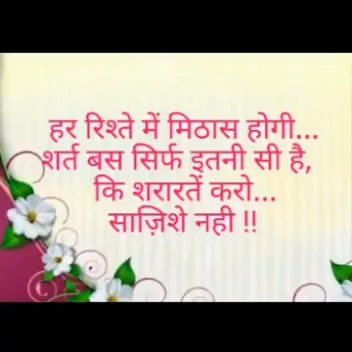 हर रिश्ते में मिठास होगी...
शर्त बस सिर्फ इतनी सी है,
कि शरारतें करो...
साज़िशे नही !!